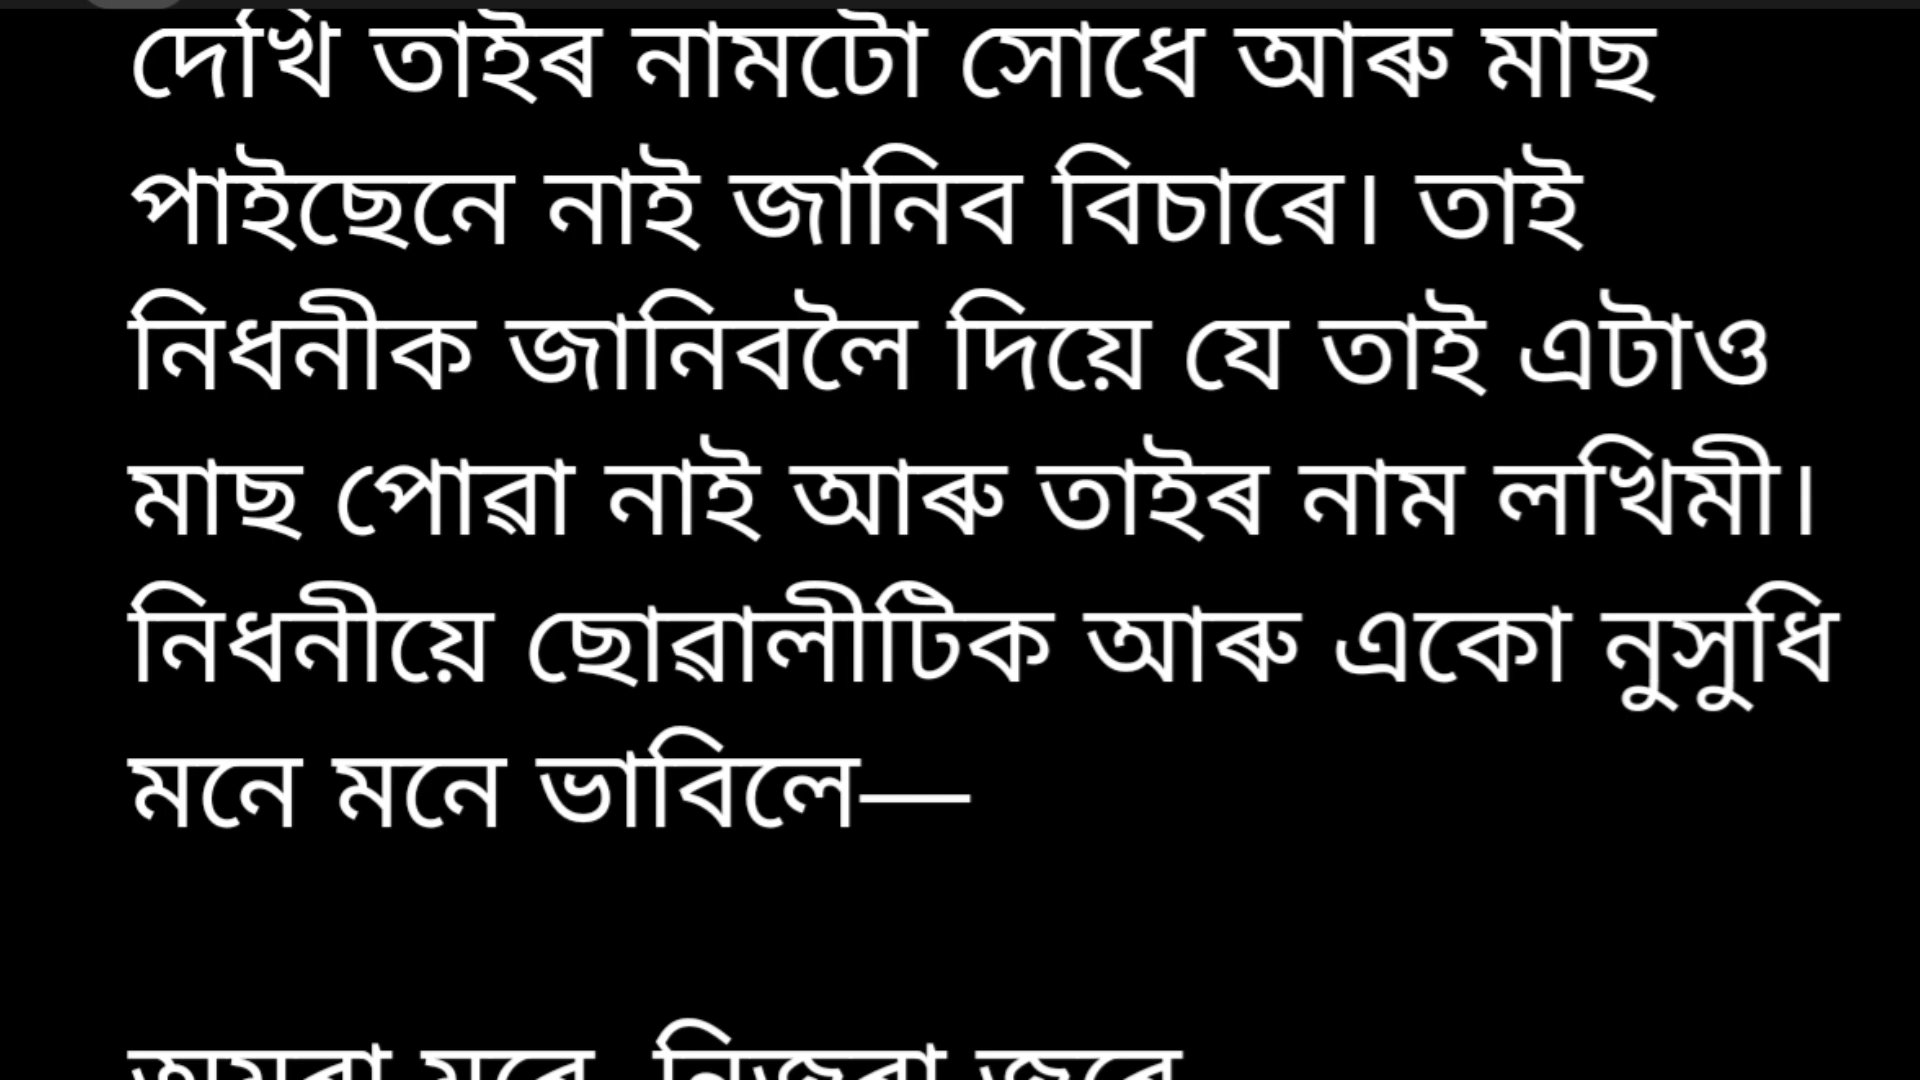 দেখি তাইৰ নামটো সোধে আৰু মাছ
পাইছেনে নাই জানিব বিচাৰে। তাই
নিধনীক জানিবলৈ দিয়ে যে তাই এটাও
মাছ পোৱা নাই আৰু তাইৰ নাম লখিমী।
নিধনীয়ে ছোৱালীটিক আৰু একো নুসুধি
মনে মনে ভাবিলে—